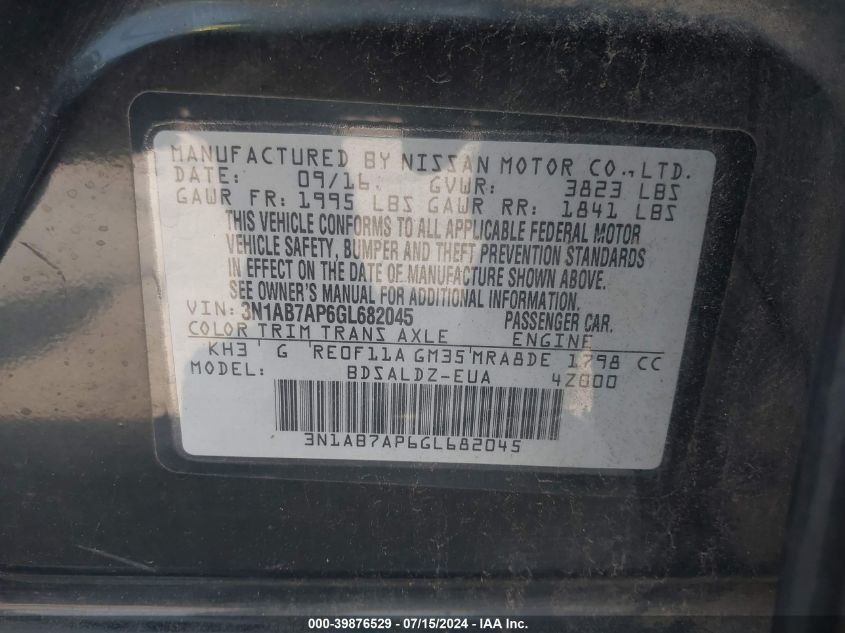 MANUFACTURED BY NISSAN MOTOR CO., LTD.
DATE: 09/16 GVWR: 3823 LBS
GAWR FR: 1995 LBS GAWR RR: 1841 LBS
THIS VEHICLE CONFORMS TO ALL APPLICABLE FEDERAL MOTOR
VEHICLE SAFETY, BUMPER AND THEFT PREVENTION STANDARDS
IN EFFECT ON THE DATE OF MANUFACTURE SHOWN ABOVE.
SEE OWNER'S MANUAL FOR ADDITIONAL INFORMATION.
VIN: 3N1AB7AP6GL682045 PASSENGER CAR.
COLOR TRIM TRANS AXLE ENGINE
KH3 G RE0F11A GM35 MRA8DE 1798 CC
MODEL: BDSALDZ-EUA 4Z000
3N1AB7AP6GL682045
000-39876529 - 07/15/2024 - IAAI.com